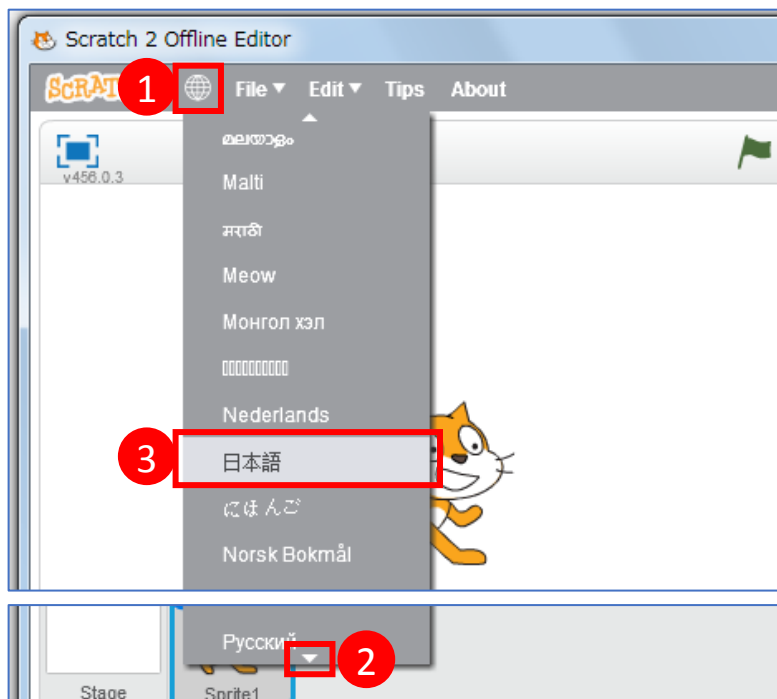 Scratch 2 Offline Editor
1 File Edit Tips About
v456.0.3
മലയാളം
Malti
मराठी
Meow
Монгол хэл
Nederlands
3 日本語
にほんご
Norsk Bokmål
Русский
2
Stage Sprite1